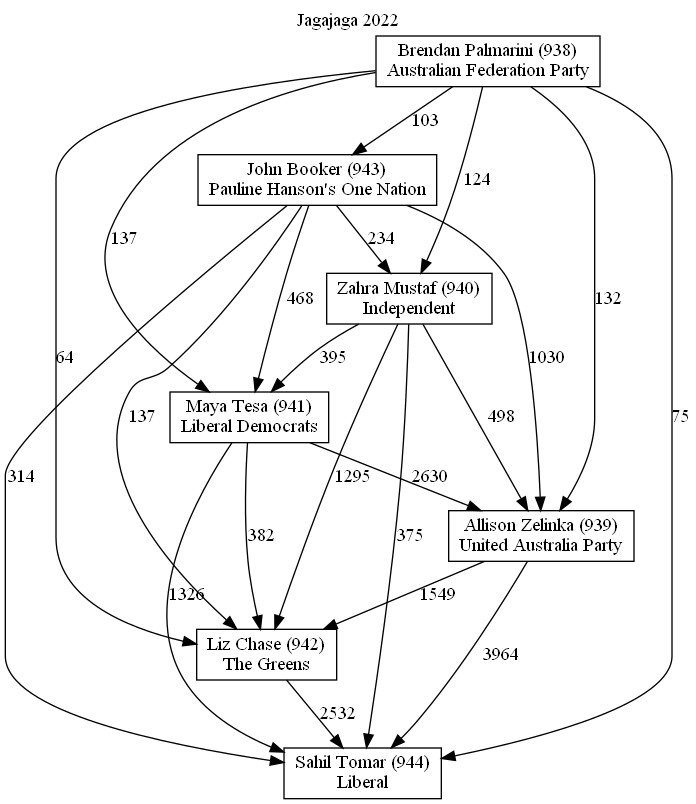 Jagajaga 2022
Brendan Palmarini (938)
Australian Federation Party
103
John Booker (943)
Pauline Hanson's One Nation
124
137
234
Zahra Mustaf (940)
Independent
468
132
64
395
1030
Maya Tesa (941)
Liberal Democrats
137
498
75
314
1295
2630
Allison Zelinka (939)
United Australia Party
382
375
1326
1549
Liz Chase (942)
The Greens
3964
2532
Sahil Tomar (944)
Liberal